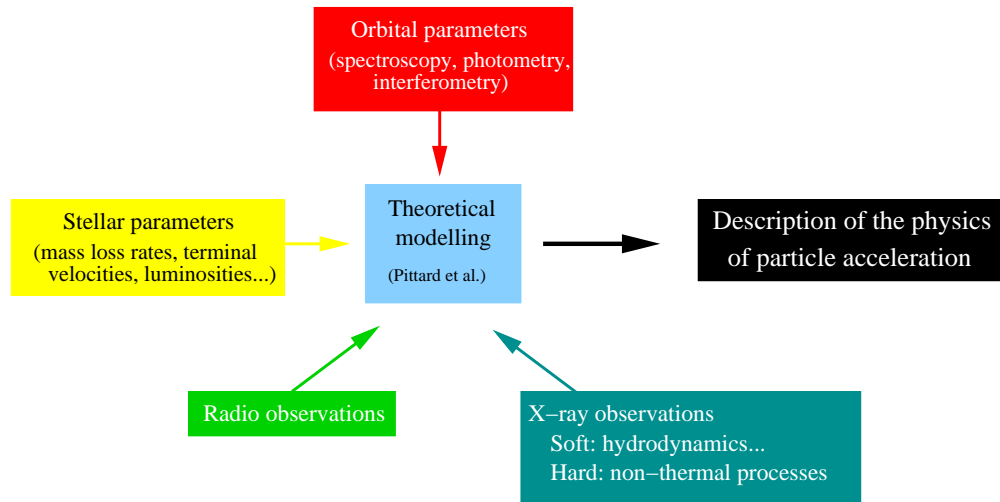 Orbital parameters
(spectroscopy, photometry,
interferometry)
Stellar parameters
(mass loss rates, terminal
velocities, luminosities...)
Theoretical
modelling
(Pittard et al.)
Description of the physics
of particle acceleration
Radio observations
X−ray observations
Soft: hydrodynamics...
Hard: non−thermal processes